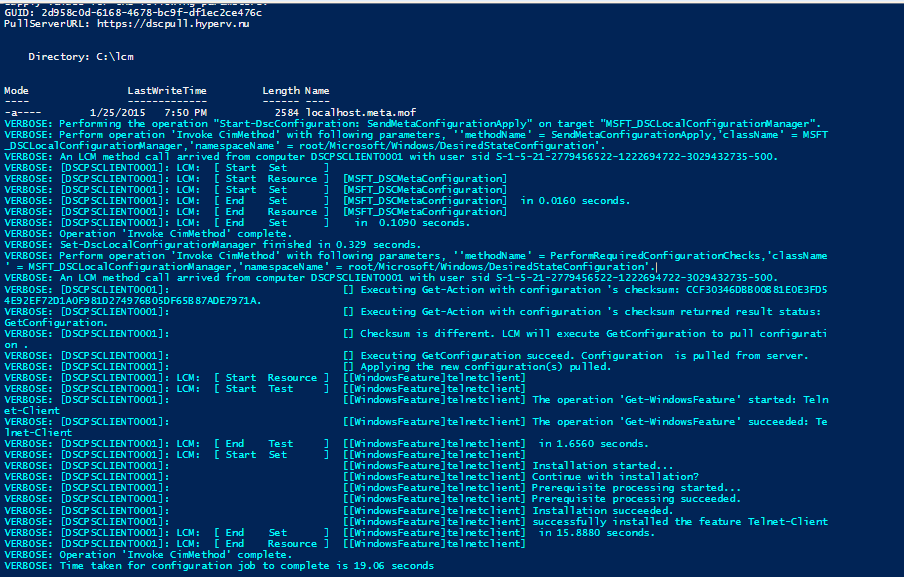 GUID: 2d958c0d-6168-4678-bc9f-df1ec2ce476c
PullServerURL: https://dscpull.hyperv.nu
Directory: C:\lcm
Mode LastWriteTime Length Name
---- ------------- ------ ----
-a---- 1/25/2015 7:50 PM 2584 localhost.meta.mof
VERBOSE: Performing the operation "Start-DscConfiguration: SendMetaConfigurationApply" on target "MSFT_DSCLocalConfigurationManager".
VERBOSE: Perform operation 'Invoke CimMethod' with following parameters, ''methodName' = SendMetaConfigurationApply,'className' = MSFT
_DSCLocalConfigurationManager,'namespaceName' = root/Microsoft/Windows/DesiredStateConfiguration'.
VERBOSE: An LCM method call arrived from computer DSCPSCLIENT0001 with user sid S-1-5-21-2779456522-1222694722-3029432735-500.
VERBOSE: [DSCPSCLIENT0001]: LCM: [ Start Set ]
VERBOSE: [DSCPSCLIENT0001]: LCM: [ Start Resource ] [MSFT_DSCMetaConfiguration]
VERBOSE: [DSCPSCLIENT0001]: LCM: [ Start Set ] [MSFT_DSCMetaConfiguration]
VERBOSE: [DSCPSCLIENT0001]: LCM: [ End Set ] [MSFT_DSCMetaConfiguration] in 0.0160 seconds.
VERBOSE: [DSCPSCLIENT0001]: LCM: [ End Resource ] [MSFT_DSCMetaConfiguration]
VERBOSE: [DSCPSCLIENT0001]: LCM: [ End Set ] in 0.1090 seconds.
VERBOSE: Operation 'Invoke CimMethod' complete.
VERBOSE: Set-DscLocalConfigurationManager finished in 0.329 seconds.
VERBOSE: Perform operation 'Invoke CimMethod' with following parameters, ''methodName' = PerformRequiredConfigurationChecks,'className
' = MSFT_DSCLocalConfigurationManager,'namespaceName' = root/Microsoft/Windows/DesiredStateConfiguration'.
VERBOSE: An LCM method call arrived from computer DSCPSCLIENT0001 with user sid S-1-5-21-2779456522-1222694722-3029432735-500.
VERBOSE: [DSCPSCLIENT0001]: [] Executing Get-Action with configuration 's checksum: CCF30346DBB00B81E0E3FD5
4E92EF72D1A0F981D274976B05DF65B87ADE7971A.
VERBOSE: [DSCPSCLIENT0001]: [] Executing Get-Action with configuration 's checksum returned result status:
GetConfiguration.
VERBOSE: [DSCPSCLIENT0001]: [] Checksum is different. LCM will execute GetConfiguration to pull configurati
on .
VERBOSE: [DSCPSCLIENT0001]: [] Executing GetConfiguration succeed. Configuration is pulled from server.
VERBOSE: [DSCPSCLIENT0001]: [] Applying the new configuration(s) pulled.
VERBOSE: [DSCPSCLIENT0001]: LCM: [ Start Resource ] [[WindowsFeature]telnetclient]
VERBOSE: [DSCPSCLIENT0001]: LCM: [ Start Test ] [[WindowsFeature]telnetclient]
VERBOSE: [DSCPSCLIENT0001]: [[WindowsFeature]telnetclient] The operation 'Get-WindowsFeature' started: Teln
et-Client
VERBOSE: [DSCPSCLIENT0001]: [[WindowsFeature]telnetclient] The operation 'Get-WindowsFeature' succeeded: Te
lnet-Client
VERBOSE: [DSCPSCLIENT0001]: LCM: [ End Test ] [[WindowsFeature]telnetclient] in 1.6560 seconds.
VERBOSE: [DSCPSCLIENT0001]: LCM: [ Start Set ] [[WindowsFeature]telnetclient]
VERBOSE: [DSCPSCLIENT0001]: [[WindowsFeature]telnetclient] Installation started...
VERBOSE: [DSCPSCLIENT0001]: [[WindowsFeature]telnetclient] Continue with installation?
VERBOSE: [DSCPSCLIENT0001]: [[WindowsFeature]telnetclient] Prerequisite processing started...
VERBOSE: [DSCPSCLIENT0001]: [[WindowsFeature]telnetclient] Prerequisite processing succeeded.
VERBOSE: [DSCPSCLIENT0001]: [[WindowsFeature]telnetclient] Installation succeeded.
VERBOSE: [DSCPSCLIENT0001]: [[WindowsFeature]telnetclient] successfully installed the feature Telnet-Client
VERBOSE: [DSCPSCLIENT0001]: LCM: [ End Set ] [[WindowsFeature]telnetclient] in 15.8880 seconds.
VERBOSE: [DSCPSCLIENT0001]: LCM: [ End Resource ] [[WindowsFeature]telnetclient]
VERBOSE: Operation 'Invoke CimMethod' complete.
VERBOSE: Time taken for configuration job to complete is 19.06 seconds